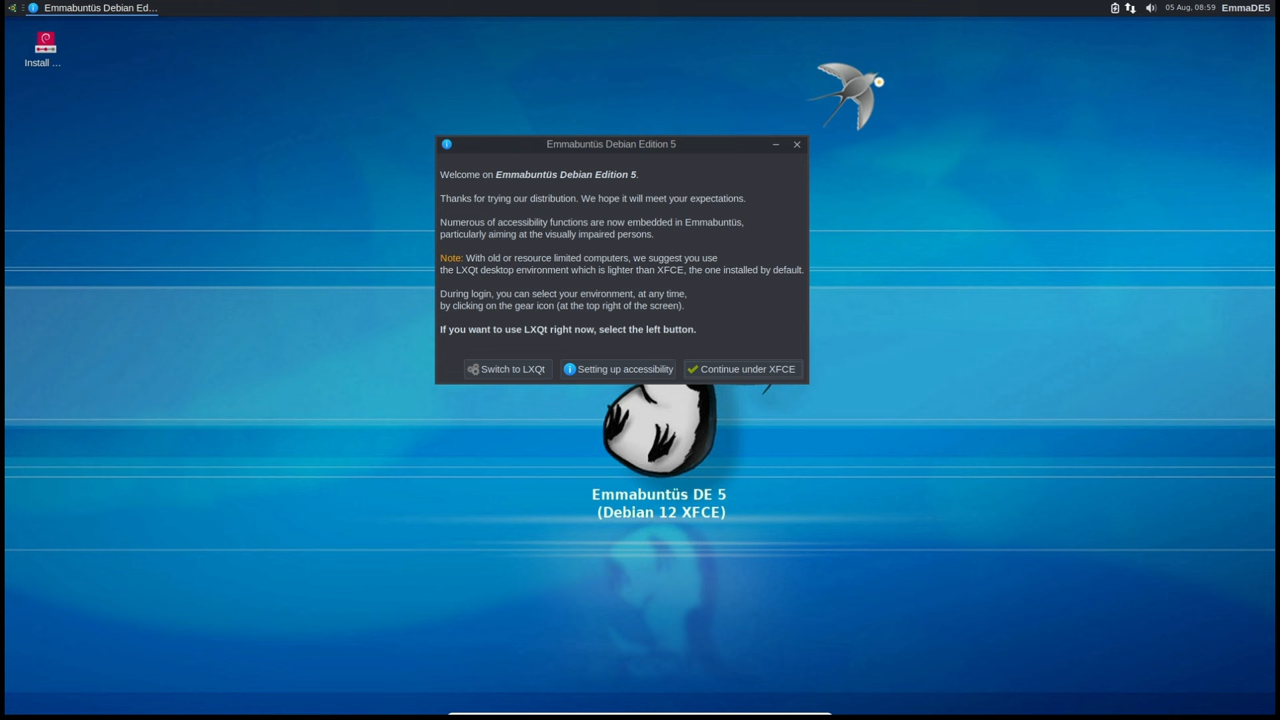 Emmabuntüs Debian Ed...
05 Aug, 08:59
EmmaDE5
Install ...
Emmabuntüs Debian Edition 5
Welcome on Emmabuntüs Debian Edition 5.
Thanks for trying our distribution. We hope it will meet your expectations.
Numerous of accessibility functions are now embedded in Emmabuntüs,
particularly aiming at the visually impaired persons.
Note: With old or resource limited computers, we suggest you use
the LXQt desktop environment which is lighter than XFCE, the one installed by default.
During login, you can select your environment, at any time,
by clicking on the gear icon (at the top right of the screen).
If you want to use LXQt right now, select the left button.
Switch to LXQt
Setting up accessibility
Continue under XFCE
Emmabuntüs DE 5
(Debian 12 XFCE)